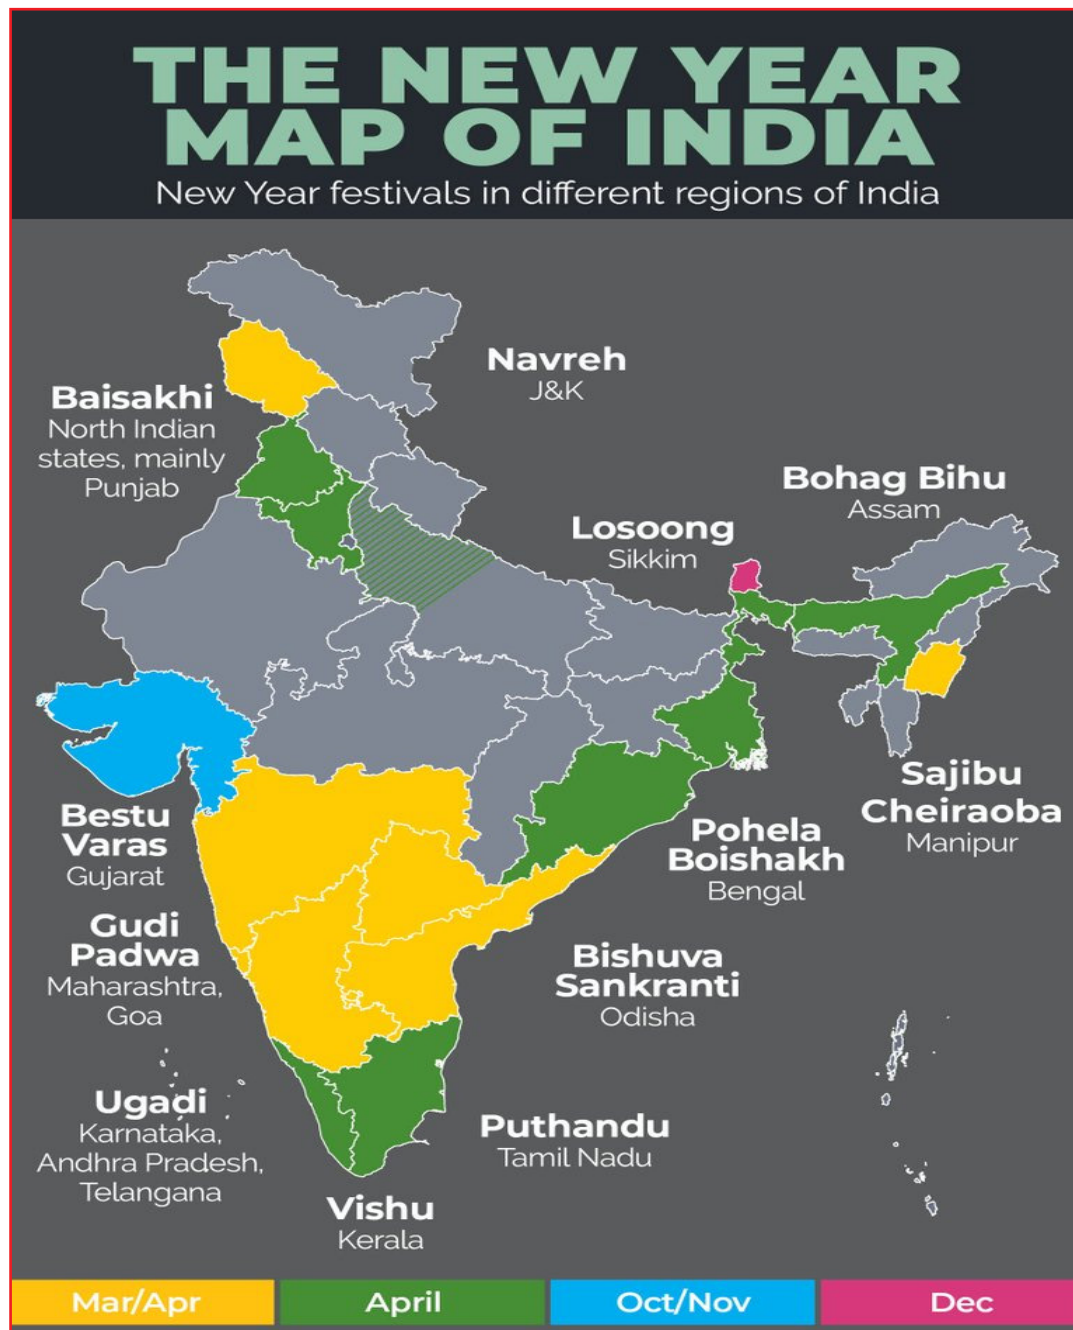 THE NEW YEAR
MAP OF INDIA
New Year festivals in different regions of India
Navreh
J&K
Baisakhi
North Indian
states, mainly
Punjab
Bohag Bihu
Assam
Losoong
Sikkim
Sajibu
Cheiraoba
Manipur
Bestu
Varas
Gujarat
Pohela
Boishakh
Bengal
Gudi
Padwa
Maharashtra,
Goa
Bishuva
Sankranti
Odisha
Ugadi
Karnataka,
Andhra Pradesh,
Telangana
Puthandu
Tamil Nadu
Vishu
Kerala
Mar/Apr
April
Oct/Nov
Dec